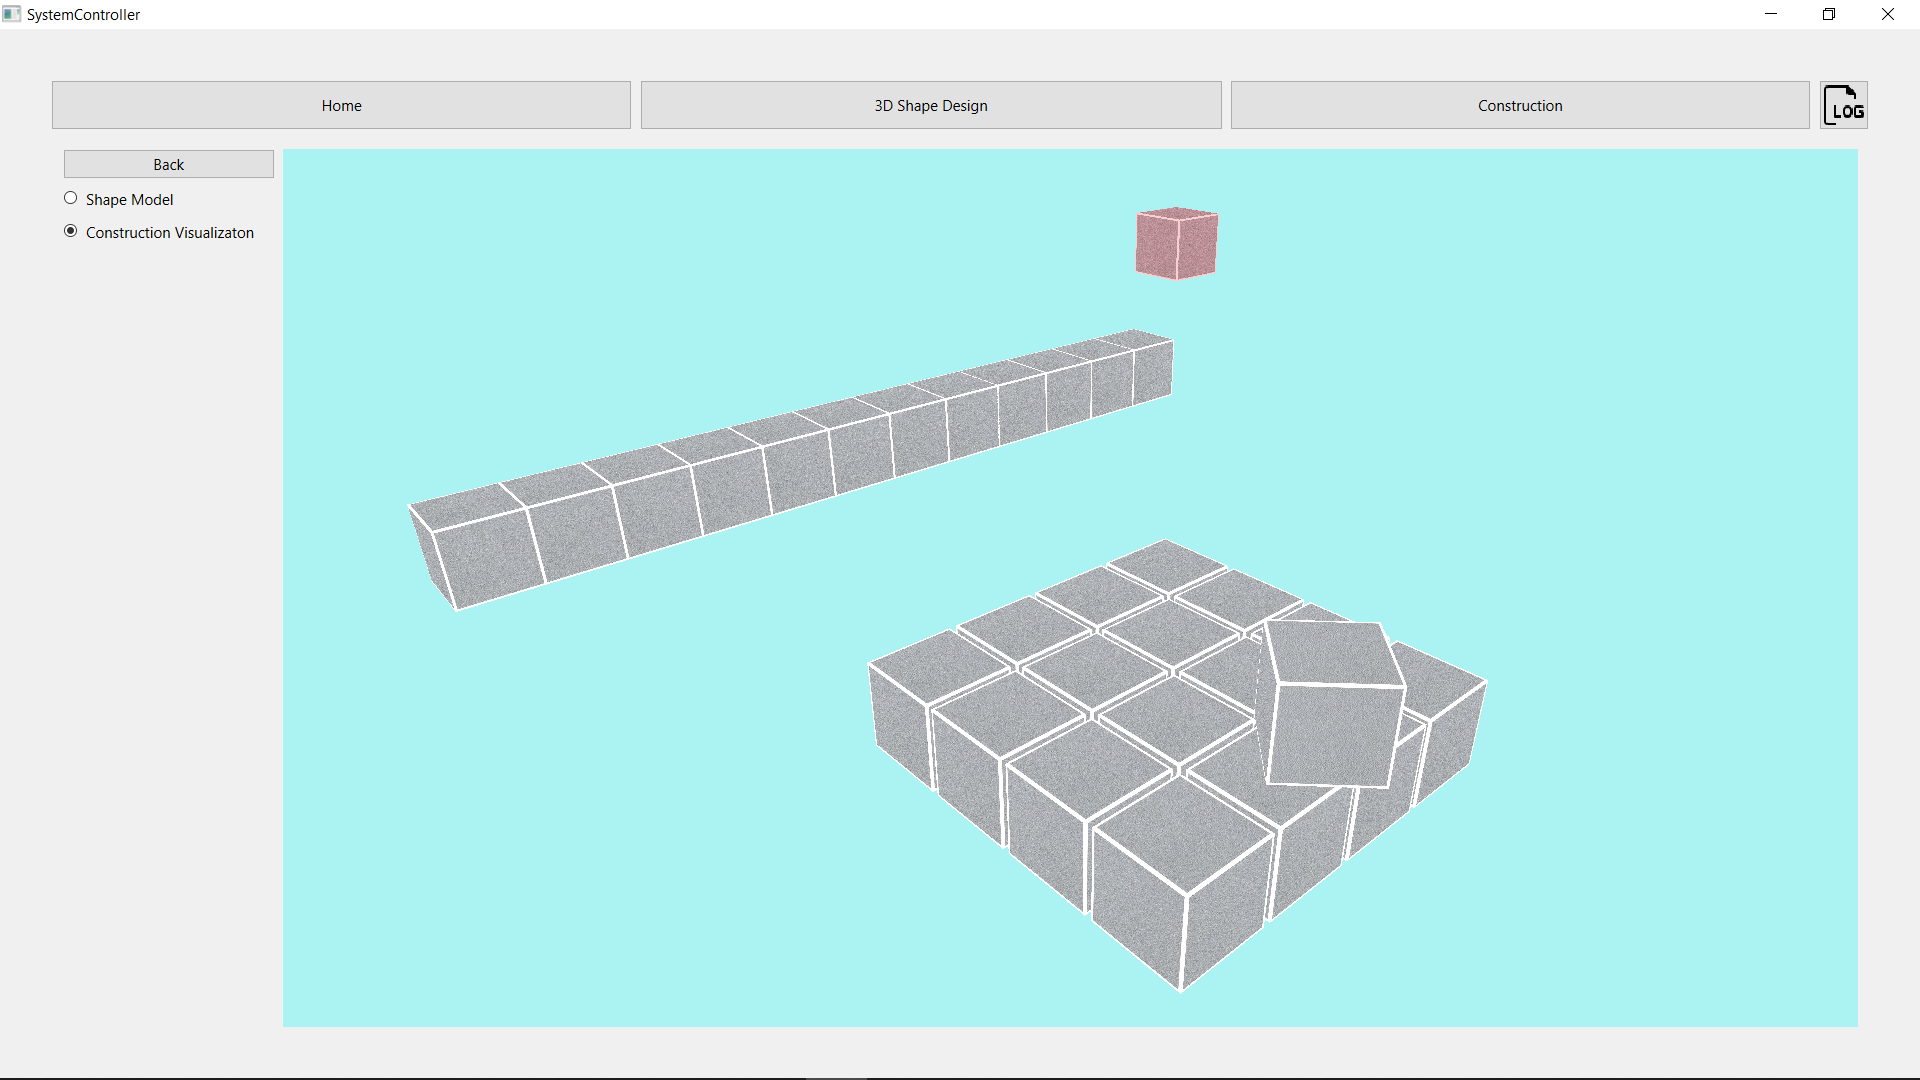 SystemController
Home
3D Shape Design
Construction
LOG
Back
Shape Model
Construction Visualizaton